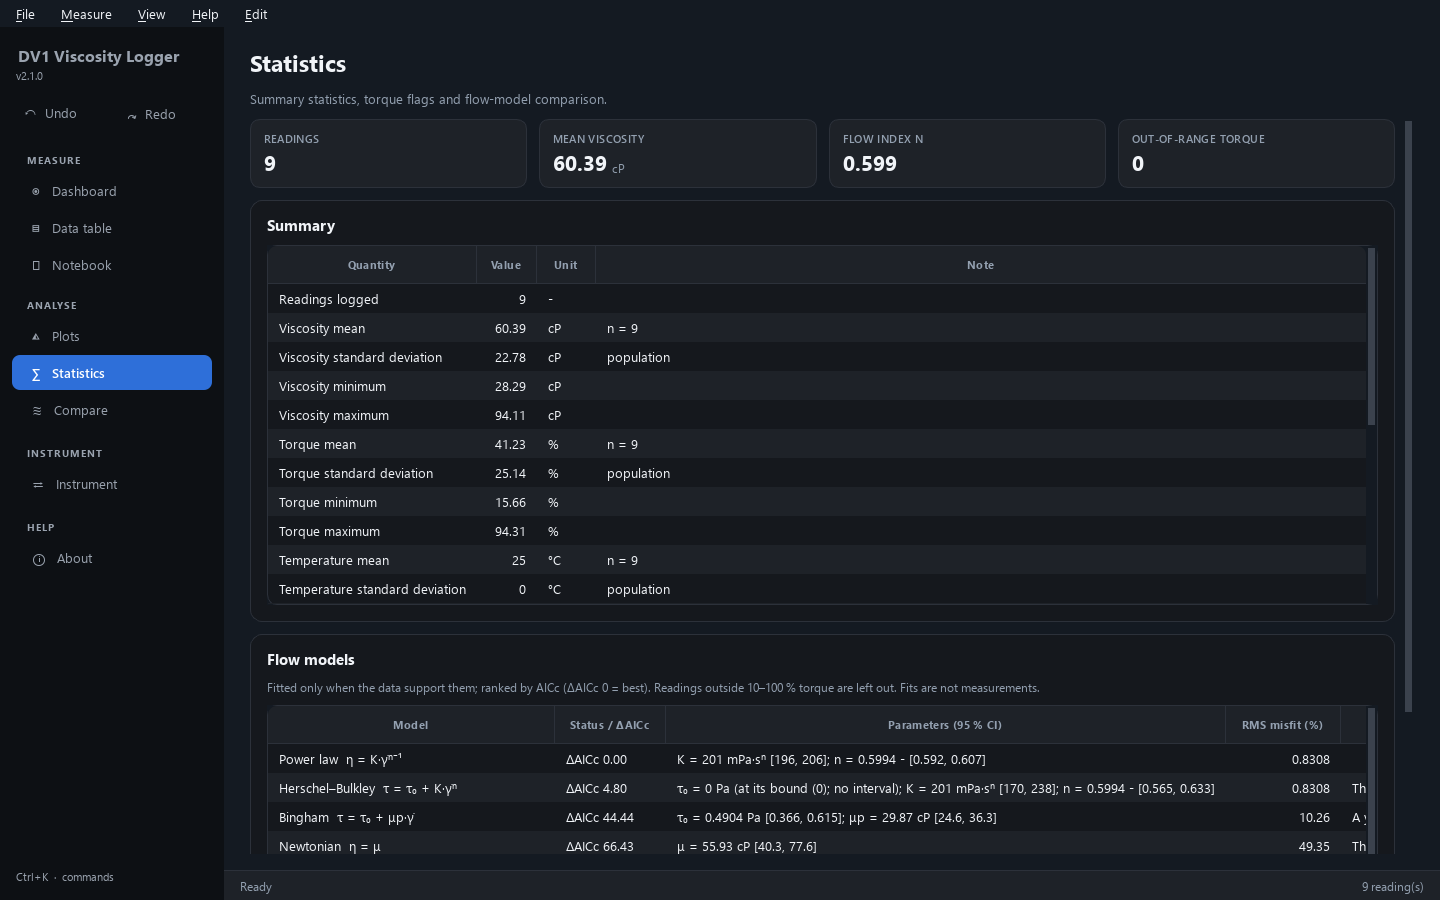 File Measure View Help Edit
DV1 Viscosity Logger
v2.1.0
Undo Redo
MEASURE
Dashboard
Data table
Notebook
ANALYSE
Plots
Statistics
Compare
INSTRUMENT
Instrument
HELP
About
Ctrl+K · commands
Statistics
Summary statistics, torque flags and flow-model comparison.
READINGS
9
MEAN VISCOSITY
60.39 cP
FLOW INDEX N
0.599
OUT-OF-RANGE TORQUE
0
Summary
Quantity Value Unit Note
Readings logged 9 -
Viscosity mean 60.39 cP n = 9
Viscosity standard deviation 22.78 cP population
Viscosity minimum 28.29 cP
Viscosity maximum 94.11 cP
Torque mean 41.23 % n = 9
Torque standard deviation 25.14 % population
Torque minimum 15.66 %
Torque maximum 94.31 %
Temperature mean 25 °C n = 9
Temperature standard deviation 0 °C population
Flow models
Fitted only when the data support them; ranked by AICc (ΔAICc 0 = best). Readings outside 10–100 % torque are left out. Fits are not measurements.
Model Status / ΔAICc Parameters (95 % CI) RMS misfit (%)
Power law η = K·γ̇ⁿ⁻¹ ΔAICc 0.00 K = 201 mPa·sⁿ [196, 206]; n = 0.5994 - [0.592, 0.607] 0.8308
Herschel–Bulkley τ = τ₀ + K·γ̇ⁿ ΔAICc 4.80 τ₀ = 0 Pa (at its bound (0); no interval); K = 201 mPa·sⁿ [170, 238]; n = 0.5994 - [0.565, 0.633] 0.8308 Th
Bingham τ = τ₀ + μp·γ̇ ΔAICc 44.44 τ₀ = 0.4904 Pa [0.366, 0.615]; μp = 29.87 cP [24.6, 36.3] 10.26 A
Newtonian η = μ ΔAICc 66.43 μ = 55.93 cP [40.3, 77.6] 49.35 Th
Ready 9 reading(s)